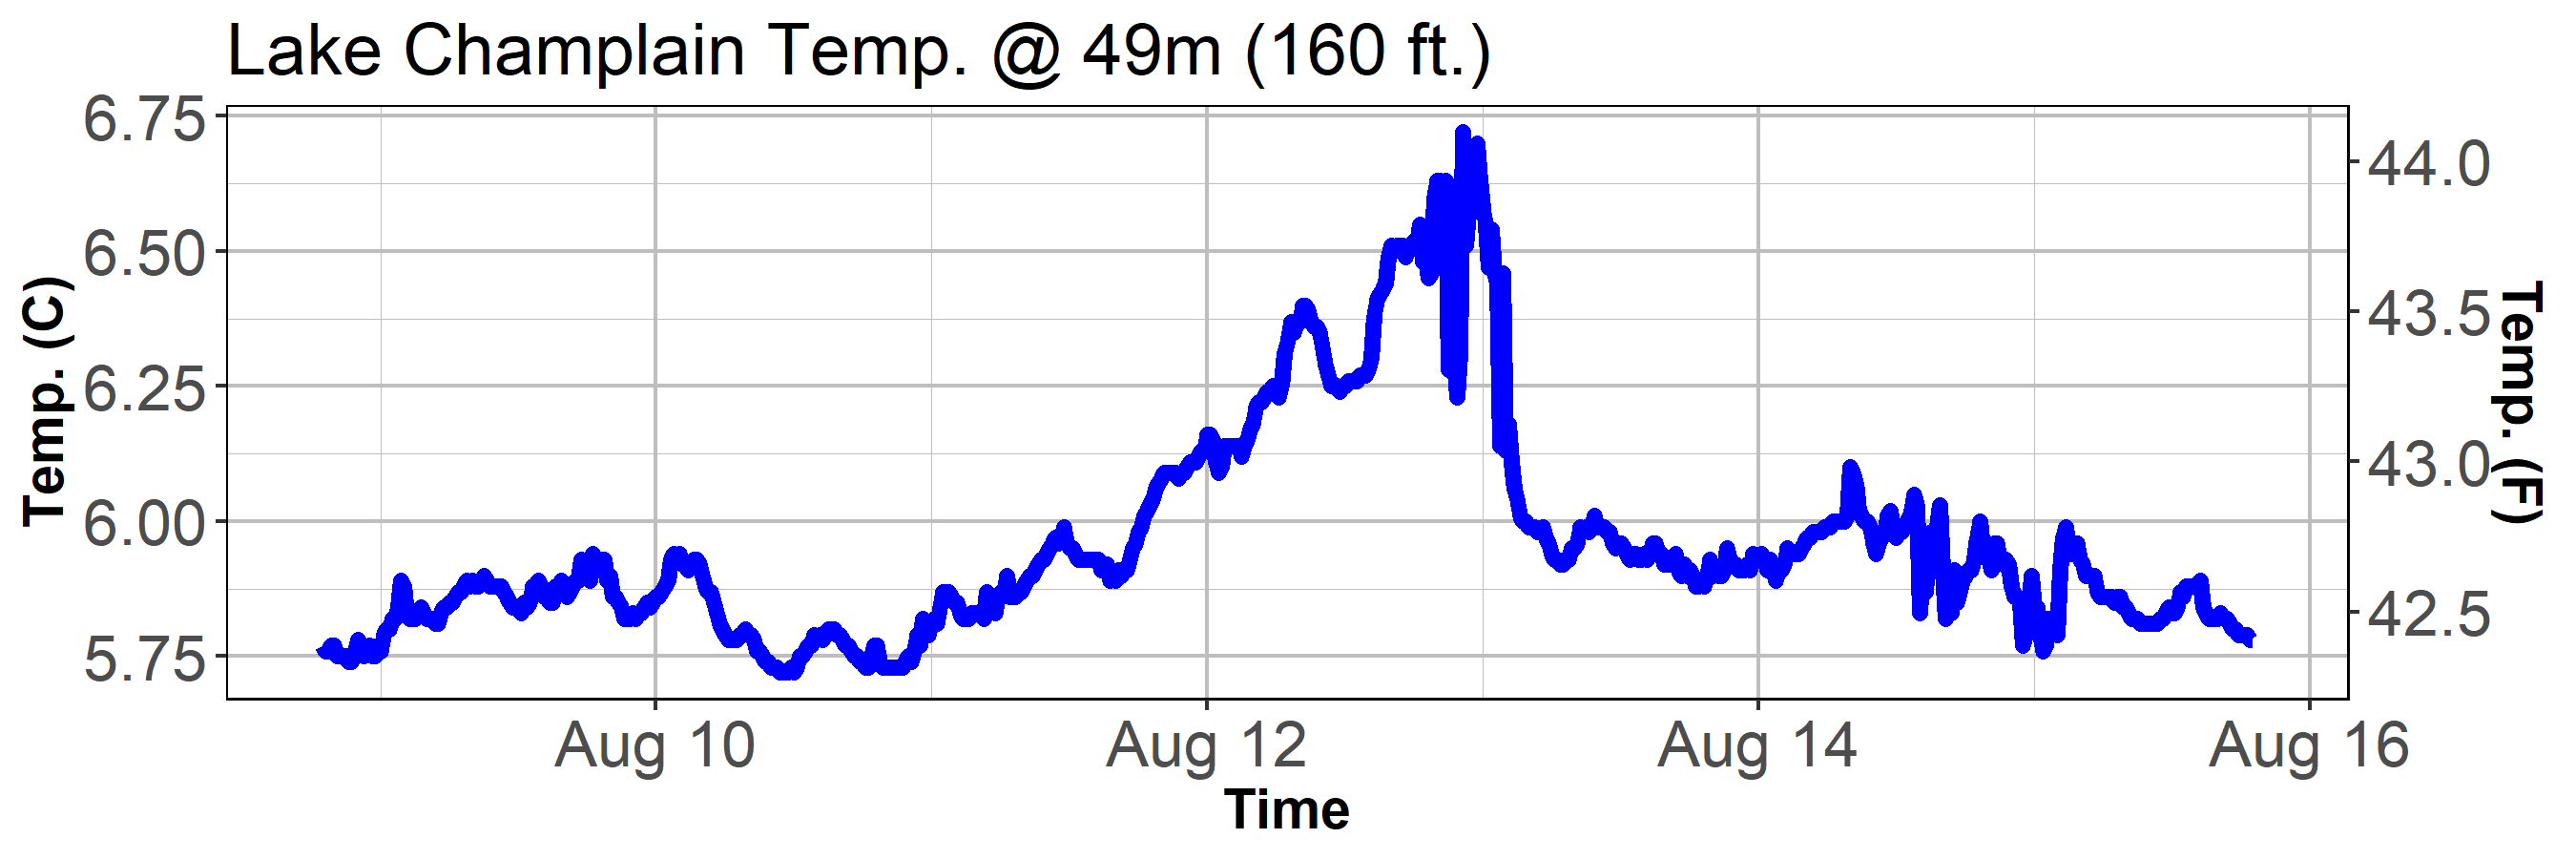 Lake Champlain Temp. @ 49m (160 ft.)
Temp. (C)
6.75
6.50
6.25
6.00
5.75
44.0
43.5
43.0
42.5
Temp. (F)
Aug 10
Aug 12
Aug 14
Aug 16
Time